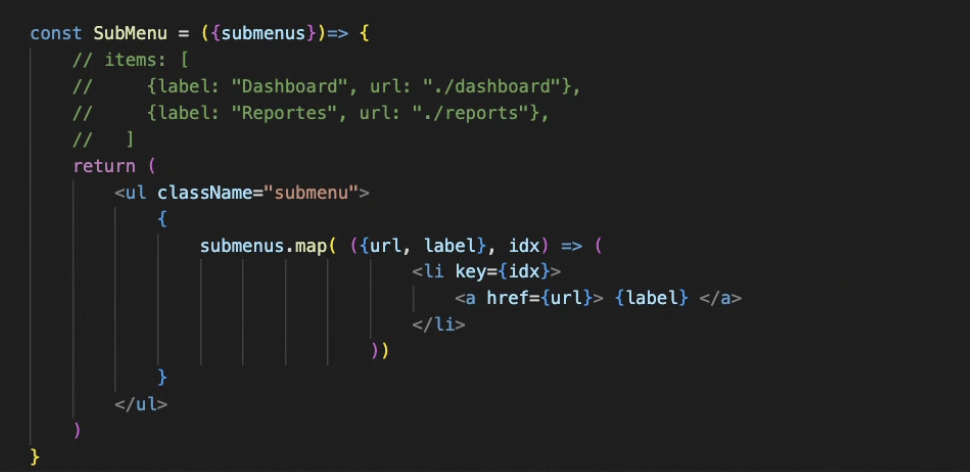 const SubMenu = ({submenus})=> {
// items: [
//     {label: "Dashboard", url: "./dashboard"},
//     {label: "Reportes", url: "./reports"},
//   ]
return (
<ul className="submenu">
{
submenus.map( ({url, label}, idx) => (
<li key={idx}>
<a href={url}> {label} </a>
</li>
))
}
</ul>
)
}